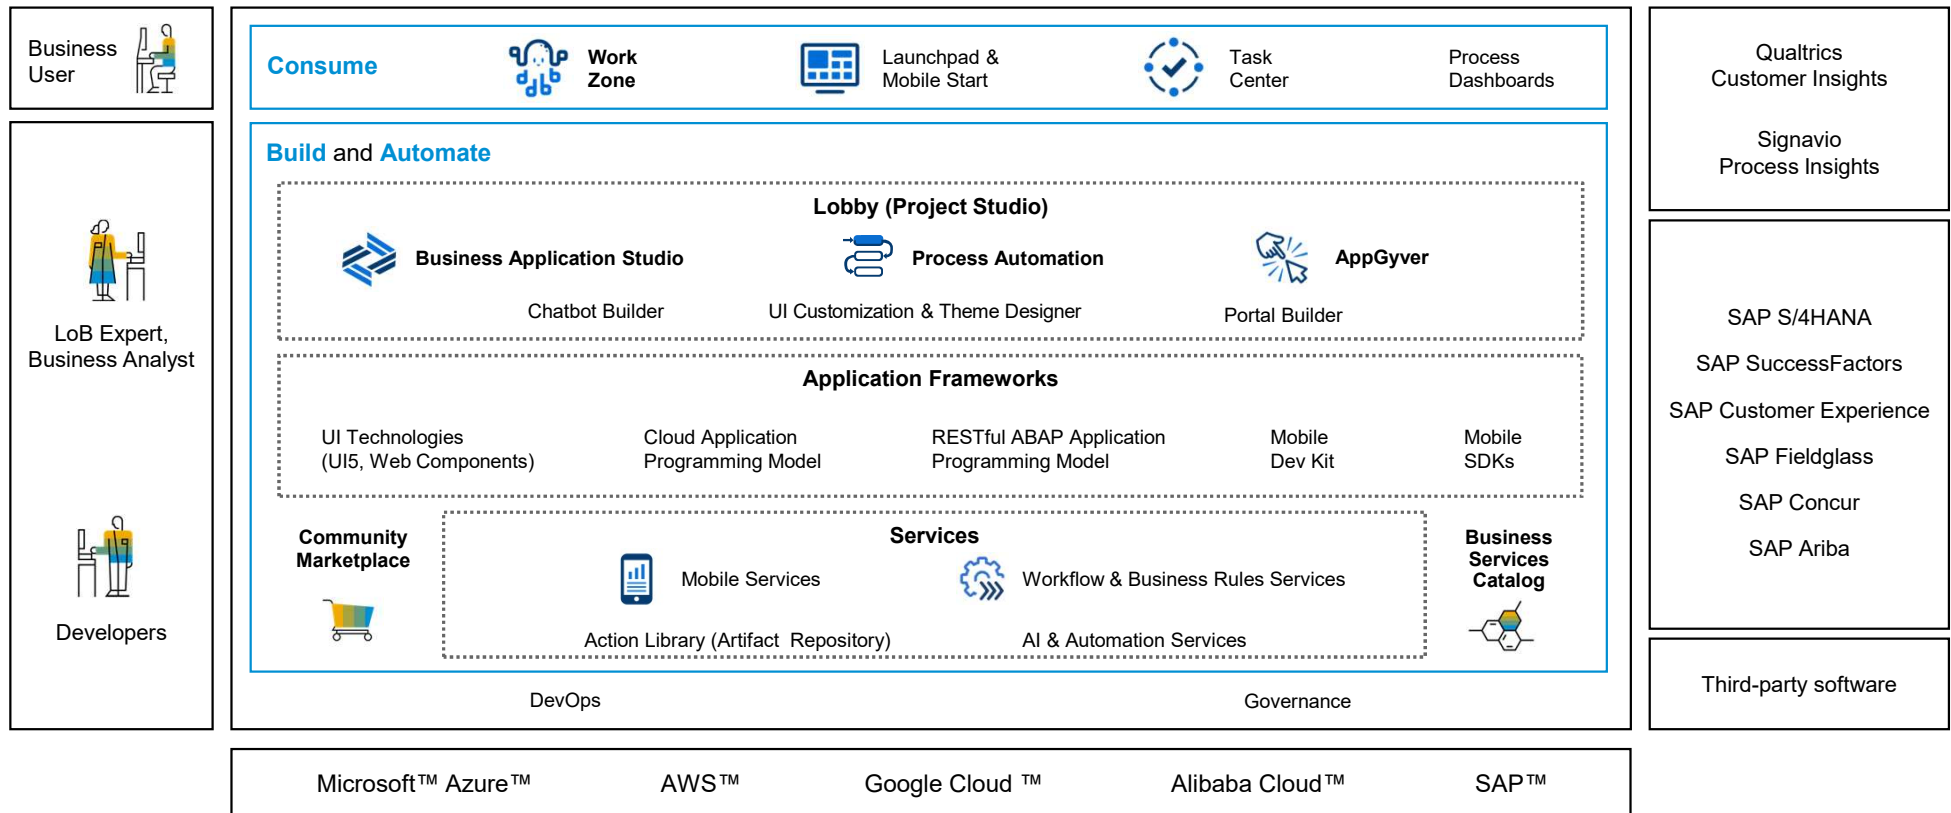 Business
User
Consume
Work
Zone
Launchpad &
Mobile Start
Task
Center
Process
Dashboards
Qualtrics
Customer Insights
Signavio
Process Insights
Build and Automate
Lobby (Project Studio)
Business Application Studio
Process Automation
AppGyver
Chatbot Builder
UI Customization & Theme Designer
Portal Builder
LoB Expert,
Business Analyst
Application Frameworks
UI Technologies
(UI5, Web Components)
Cloud Application
Programming Model
RESTful ABAP Application
Programming Model
Mobile
Dev Kit
Mobile
SDKs
SAP S/4HANA
SAP SuccessFactors
SAP Customer Experience
SAP Fieldglass
SAP Concur
SAP Ariba
Developers
Community
Marketplace
Services
Mobile Services
Workflow & Business Rules Services
Action Library (Artifact Repository)
AI & Automation Services
Business
Services
Catalog
Third-party software
DevOps
Governance
Microsoft™ Azure™
AWS™
Google Cloud ™
Alibaba Cloud™
SAP™